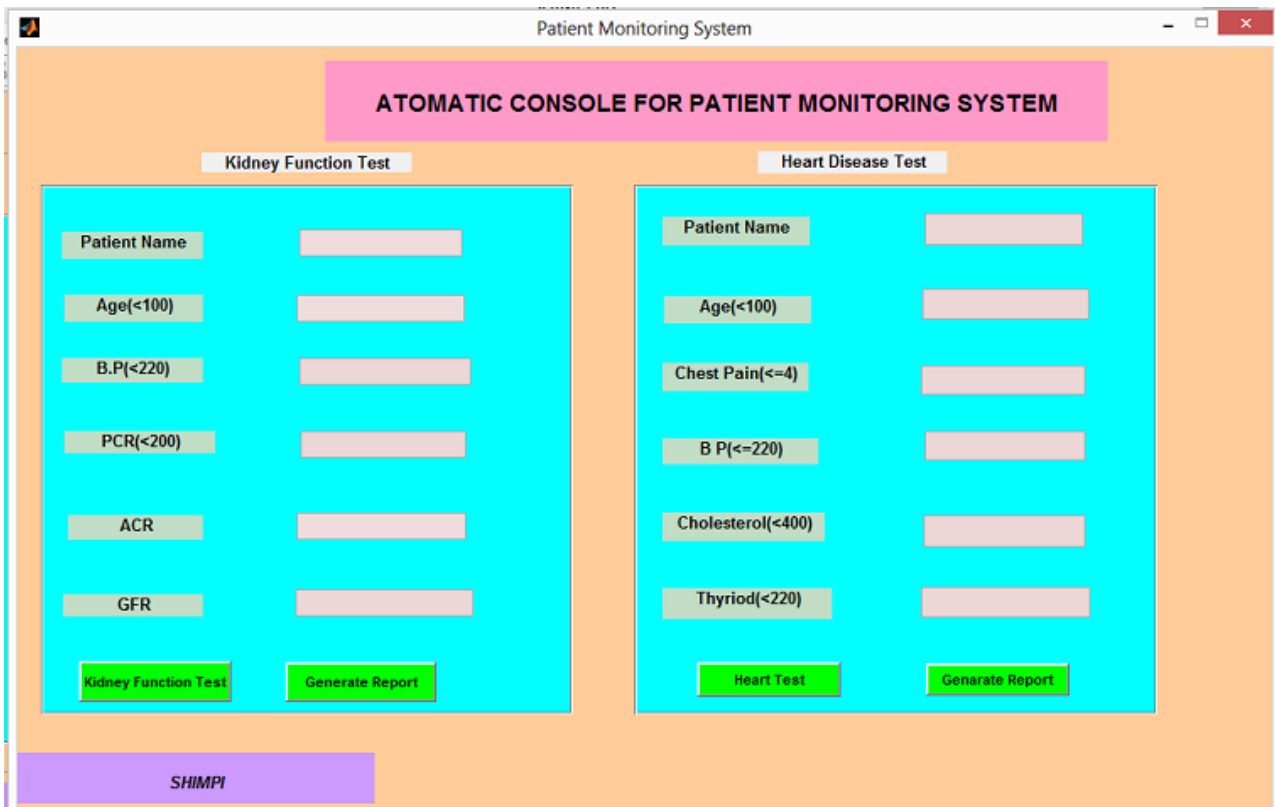 Patient Monitoring System
ATOMATIC CONSOLE FOR PATIENT MONITORING SYSTEM
Kidney Function Test
Patient Name
Age(<100)
B.P(<220)
PCR(<200)
ACR
GFR
Kidney Function Test
Generate Report
Heart Disease Test
Patient Name
Age(<100)
Chest Pain(<=4)
B P(<=220)
Cholesterol(<400)
Thyriod(<220)
Heart Test
Genarate Report
SHIMPI